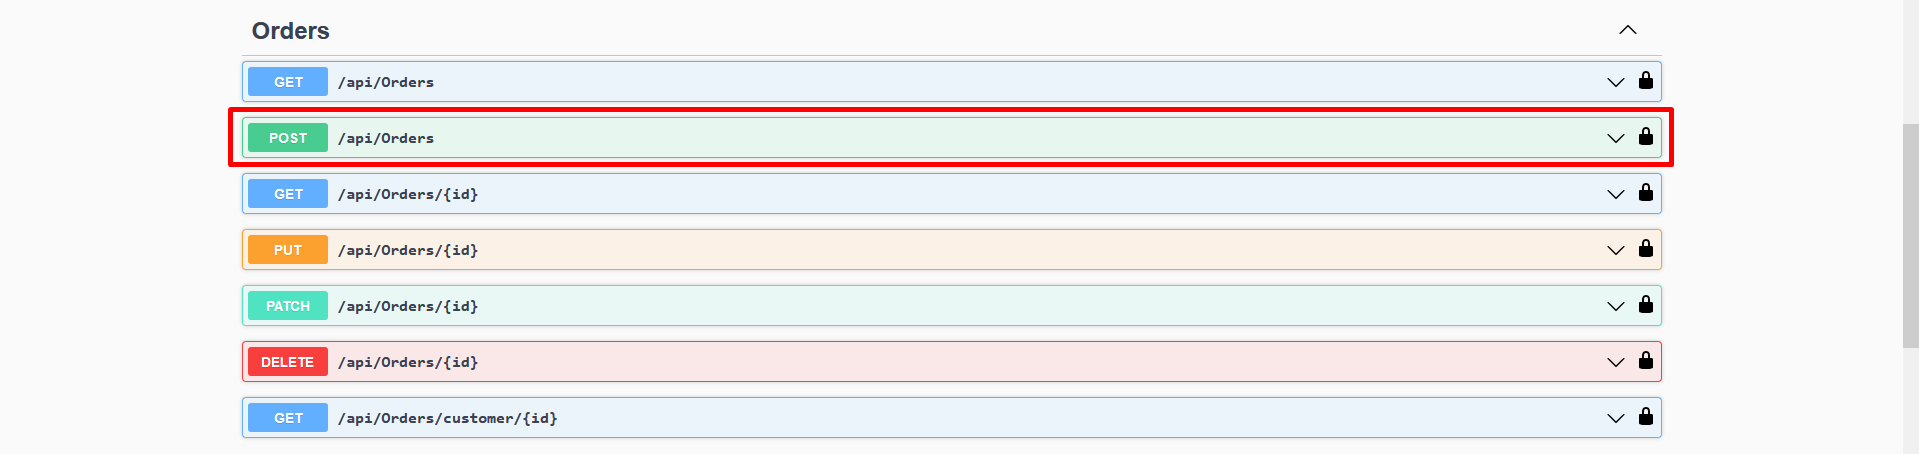 Orders
GET /api/Orders
POST /api/Orders
GET /api/Orders/{id}
PUT /api/Orders/{id}
PATCH /api/Orders/{id}
DELETE /api/Orders/{id}
GET /api/Orders/customer/{id}